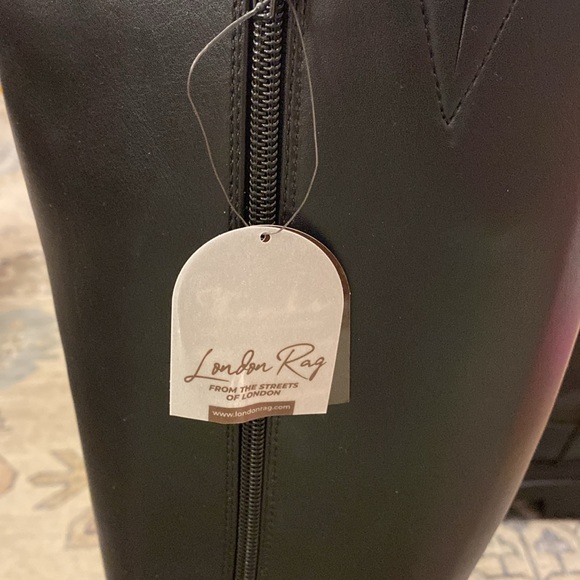 London Rag
FROM THE STREETS
OF LONDON
www.londonrag.com